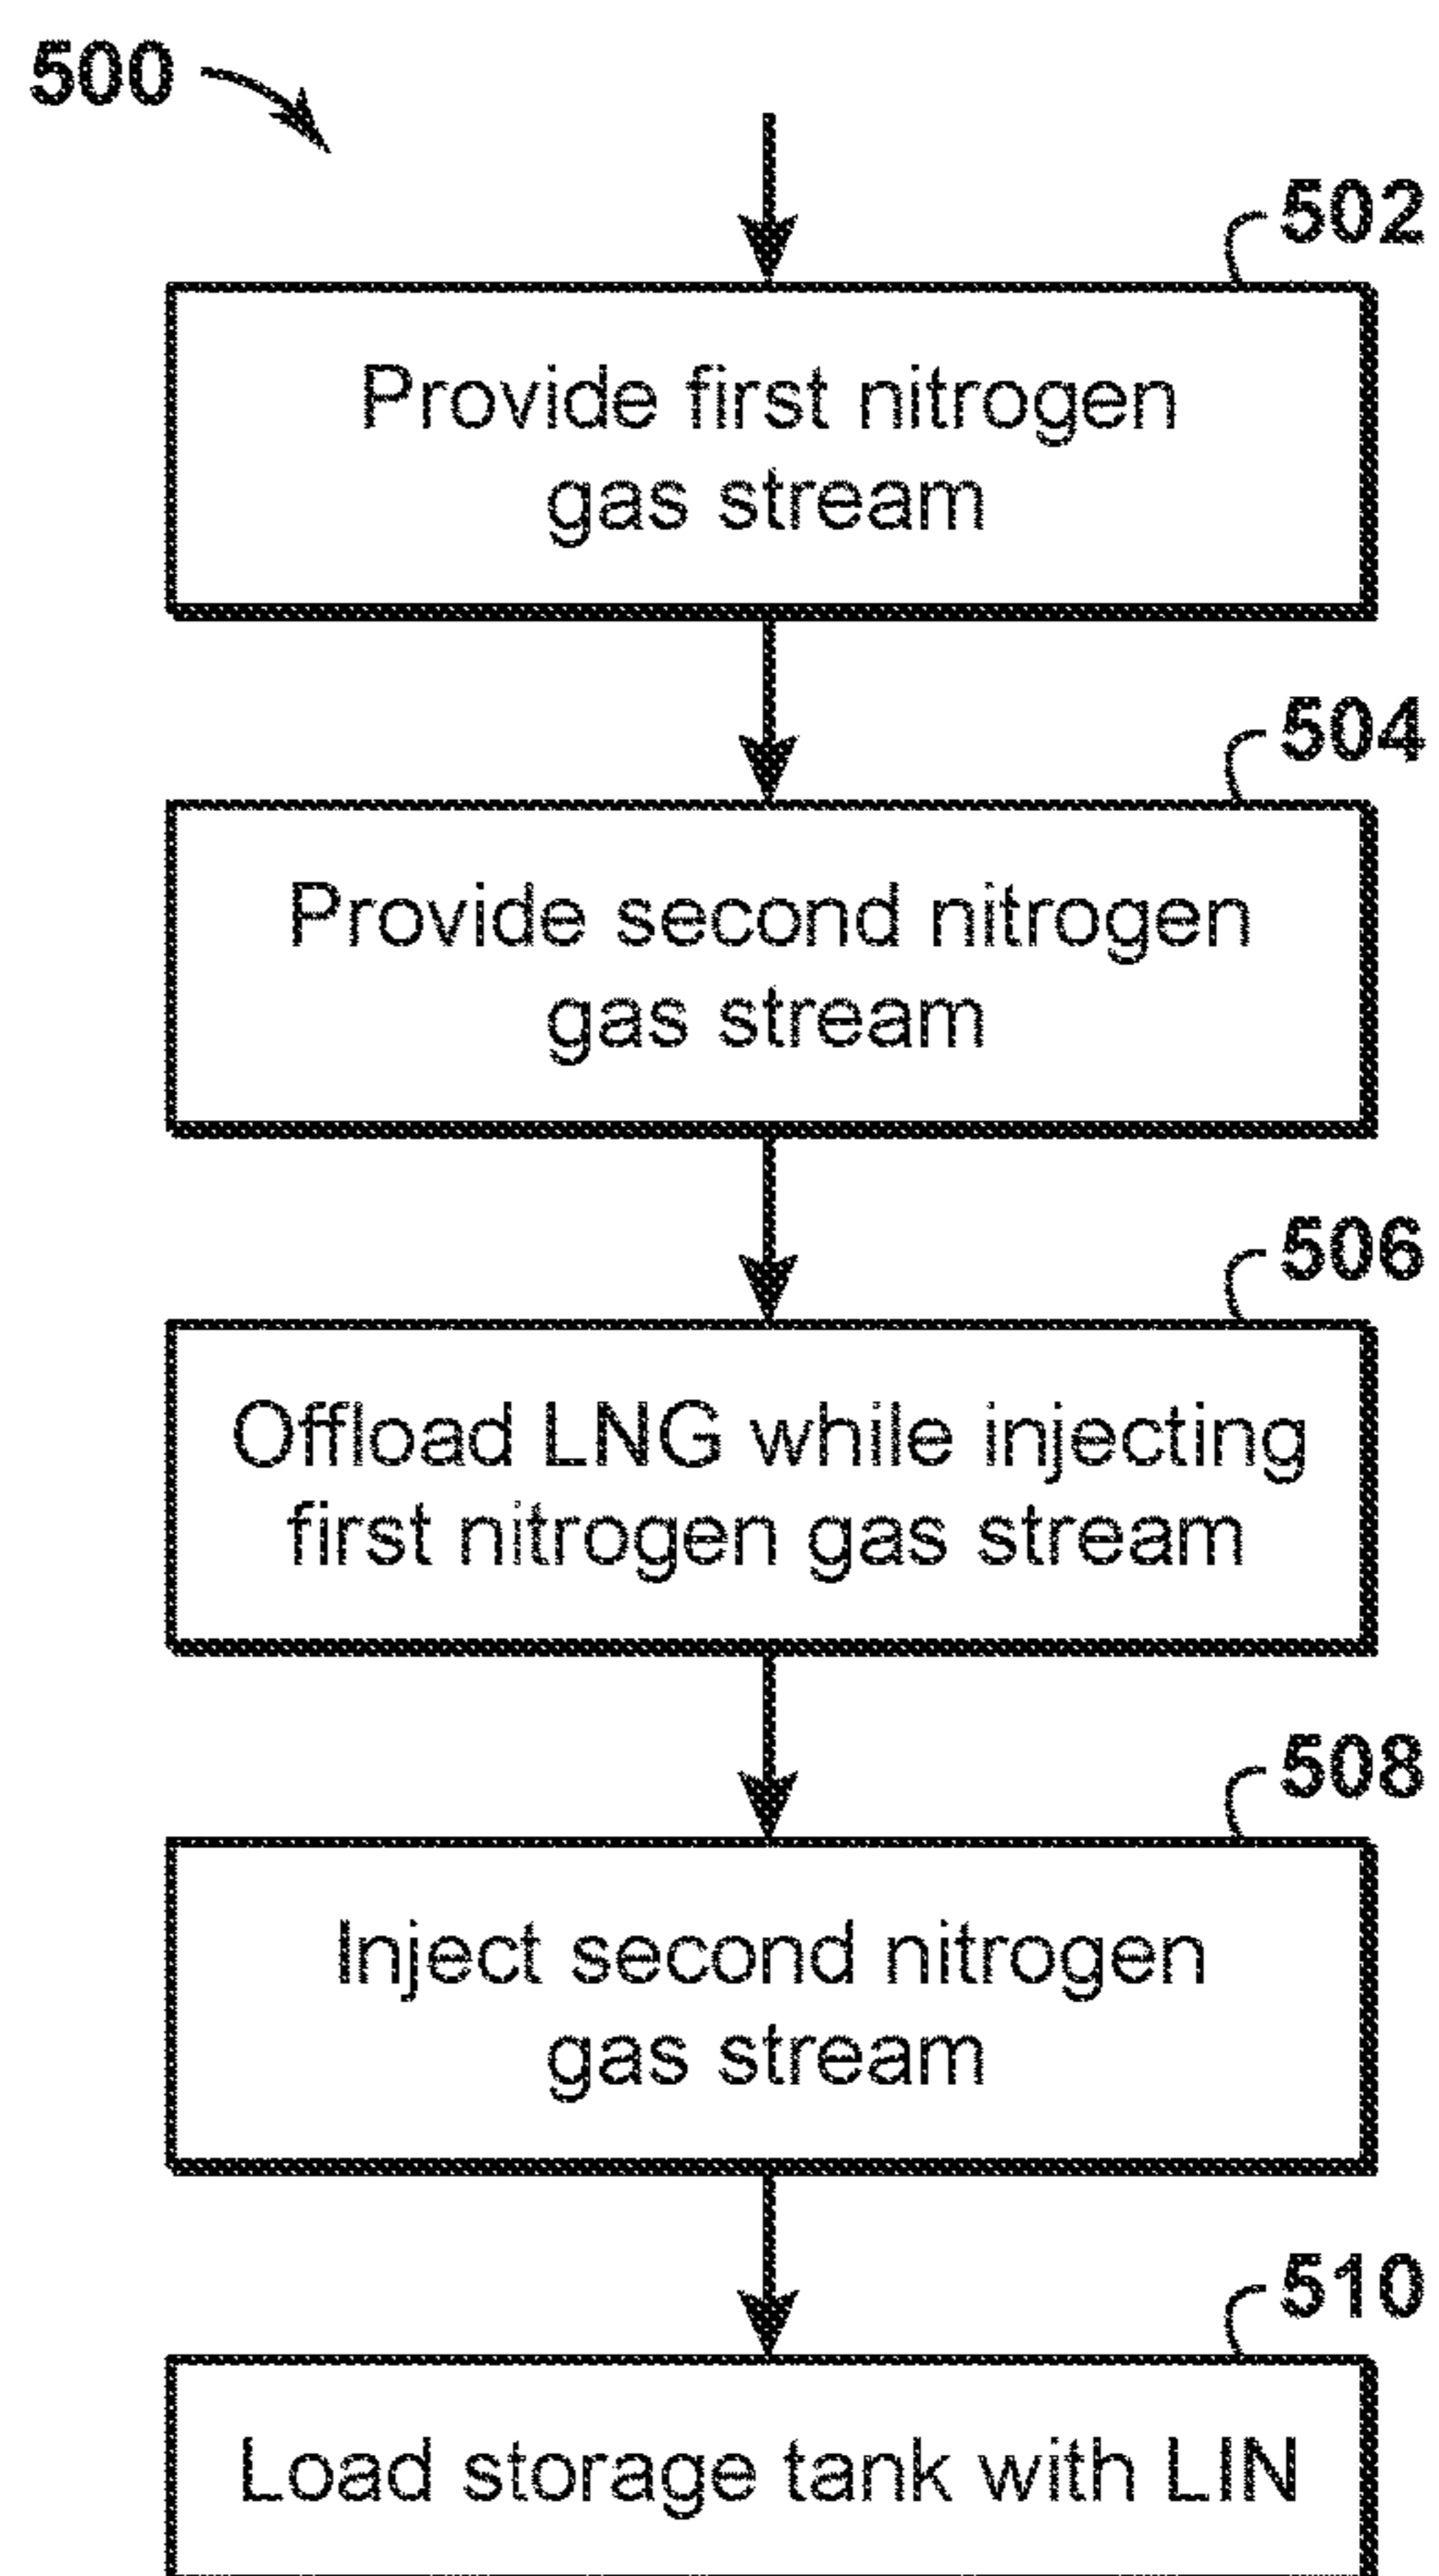 500
502
Provide first nitrogen
gas stream
504
Provide second nitrogen
gas stream
506
Offload LNG while injecting
first nitrogen gas stream
508
Inject second nitrogen
gas stream
510
Load storage tank with LIN